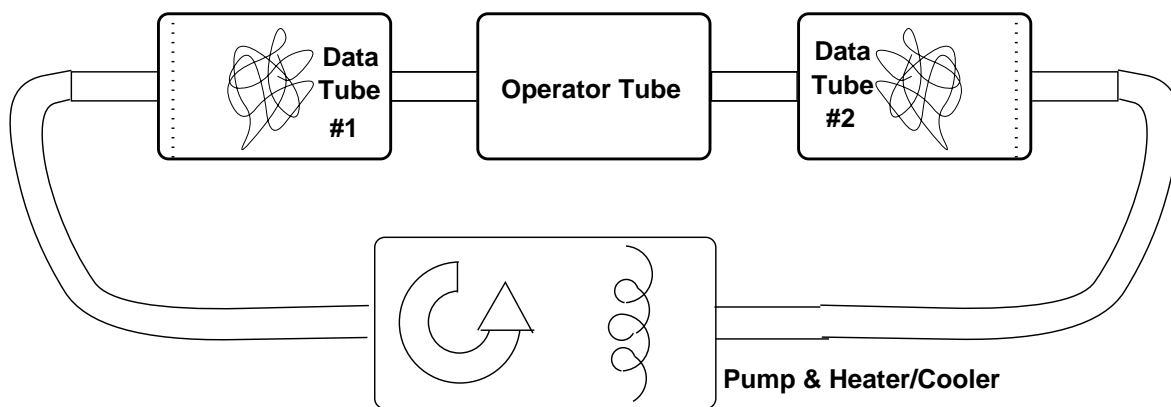 Data
Tube
#1
Operator Tube
Data
Tube
#2
Pump & Heater/Cooler